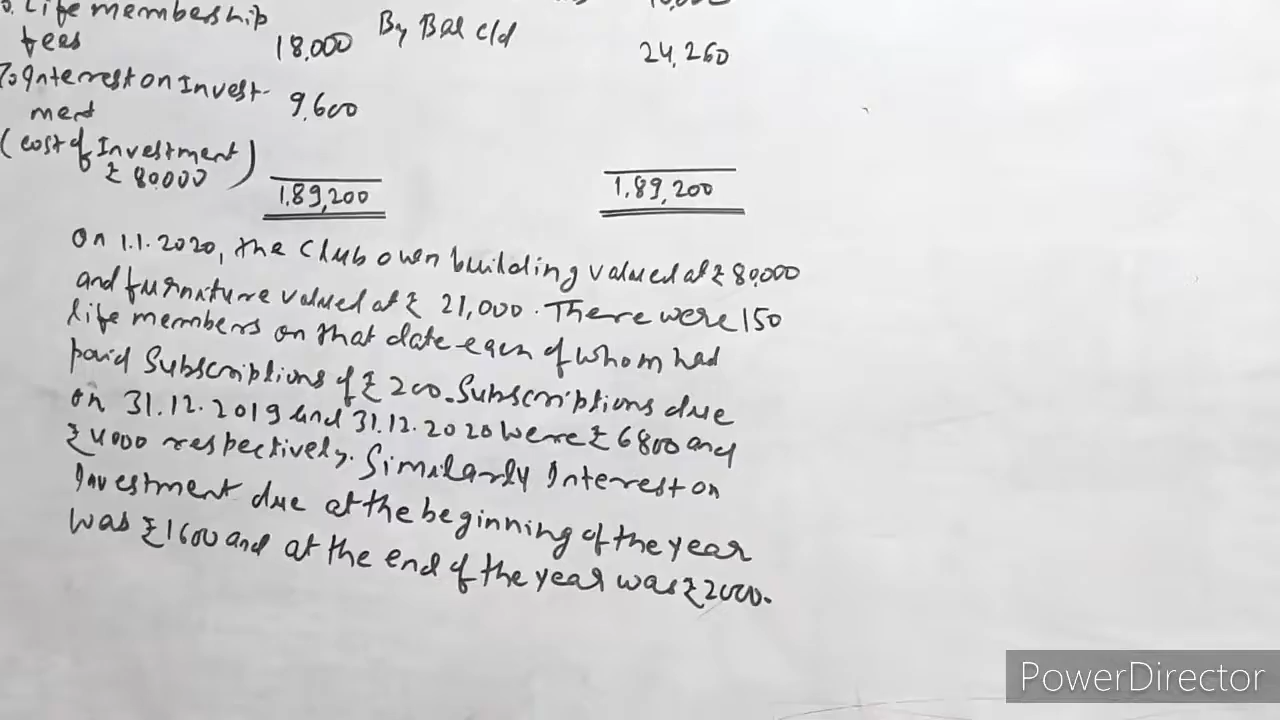 Life membership
fees 18,000 By Bal c/d 24,260
To Interest on Invest-
ment 9,600
(cost of Investment)
₹ 80000
1,89,200 1,89,200
On 1.1.2020, the Club own building valued at ₹ 80,000
and furniture valued at ₹ 21,000. There were 150
life members on that date each of whom had
paid Subscriptions of ₹ 200. Subscriptions due
on 31.12.2019 and 31.12.2020 were ₹ 6800 and
₹ 4000 respectively. Similarly Interest on
Investment due at the beginning of the year
was ₹ 1600 and at the end of the year was ₹ 2000.
PowerDirector